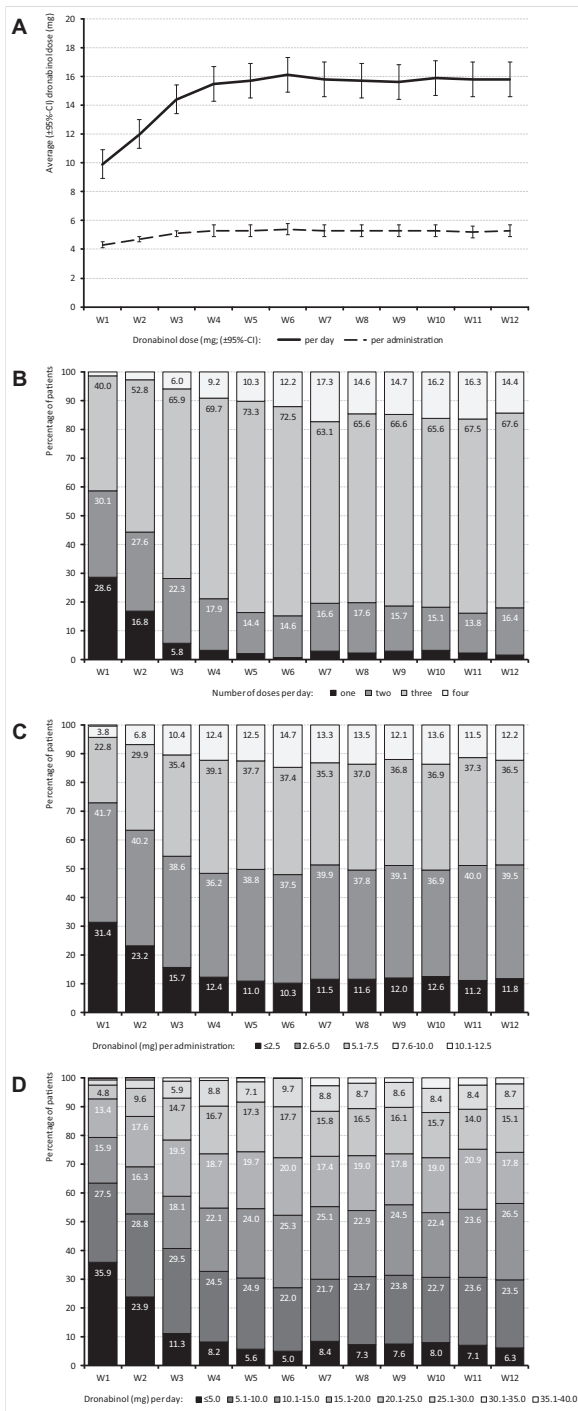 A
Average (±95%-CI) dronabinol dose (mg)
18
16
14
12
10
8
6
4
2
0
W1 W2 W3 W4 W5 W6 W7 W8 W9 W10 W11 W12
Dronabinol dose (mg; (±95%-CI): per day per administration
B
Percentage of patients
100
90
80
70
60
50
40
30
20
10
0
6.0 9.2 10.3 12.2 17.3 14.6 14.7 16.2 16.3 14.4
40.0 52.8 65.9 69.7 73.3 72.5 63.1 65.6 66.6 65.6 67.5 67.6
30.1 27.6 22.3 17.9 14.4 14.6 16.6 17.6 15.7 15.1 13.8 16.4
28.6 16.8 5.8
W1 W2 W3 W4 W5 W6 W7 W8 W9 W10 W11 W12
Number of doses per day: one two three four
C
Percentage of patients
100
90
80
70
60
50
40
30
20
10
0
3.8 6.8 10.4 12.4 12.5 14.7 13.3 13.5 12.1 13.6 11.5 12.2
22.8 29.9 35.4 39.1 37.7 37.4 35.3 37.0 36.8 36.9 37.3 36.5
41.7 40.2 38.6 36.2 38.8 37.5 39.9 37.8 39.1 36.9 40.0 39.5
31.4 23.2 15.7 12.4 11.0 10.3 11.5 11.6 12.0 12.6 11.2 11.8
W1 W2 W3 W4 W5 W6 W7 W8 W9 W10 W11 W12
Dronabinol (mg) per administration: ≤2.5 2.6-5.0 5.1-7.5 7.6-10.0 10.1-12.5
D
Percentage of patients
100
90
80
70
60
50
40
30
20
10
0
5.9 8.8 7.1 9.7 8.8 8.7 8.6 8.4 8.4 8.7
4.8 9.6 14.7 16.7 17.3 17.7 15.8 16.5 16.1 15.7 14.0 15.1
13.4 17.6 19.5 18.7 19.7 20.0 17.4 19.0 17.8 19.0 20.9 17.8
15.9 16.3 18.1 22.1 24.0 25.3 25.1 22.9 24.5 22.4 23.6 26.5
27.5 28.8 29.5 24.5 24.9 22.0 21.7 23.7 23.8 22.7 23.6 23.5
35.9 23.9 11.3 8.2 5.6 5.0 8.4 7.3 7.6 8.0 7.1 6.3
W1 W2 W3 W4 W5 W6 W7 W8 W9 W10 W11 W12
Dronabinol (mg) per day: ≤5.0 5.1-10.0 10.1-15.0 15.1-20.0 20.1-25.0 25.1-30.0 30.1-35.0 35.1-40.0